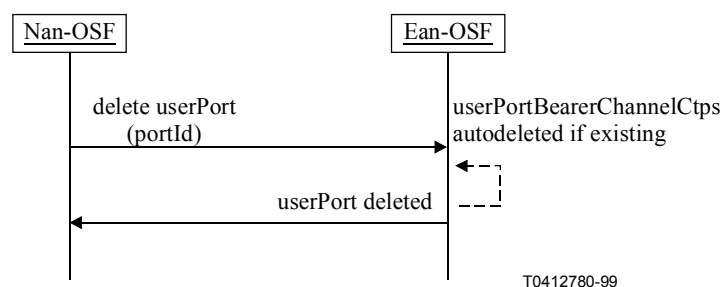 Nan-OSF
Ean-OSF
delete userPort
(portId)
userPortBearerChannelCtps
autodeleted if existing
userPort deleted
T0412780-99